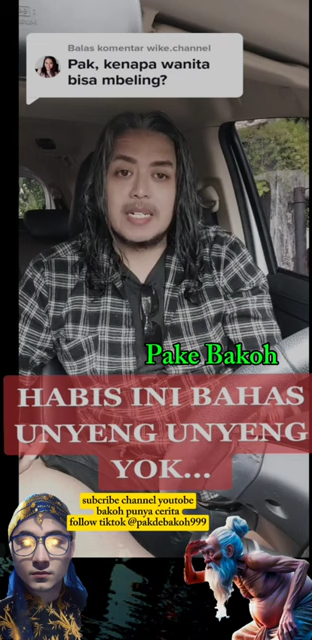 Balas komentar wike.channel
Pak, kenapa wanita
bisa mbeling?
Pake Bakoh
HABIS INI BAHAS
UNYENG UNYENG
YOK...
subcribe channel youtube
bakoh punya cerita
follow tiktok @pakdebakoh999